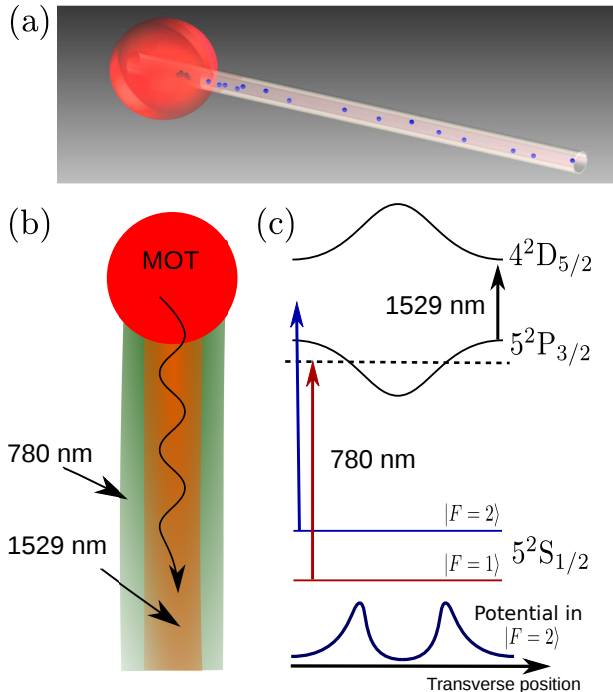 (a)
(b)
MOT
780 nm
1529 nm
(c)
4²D₅/₂
1529 nm
5²P₃/₂
780 nm
|F = 2⟩
5²S₁/₂
|F = 1⟩
Potential in
|F = 2⟩
Transverse position